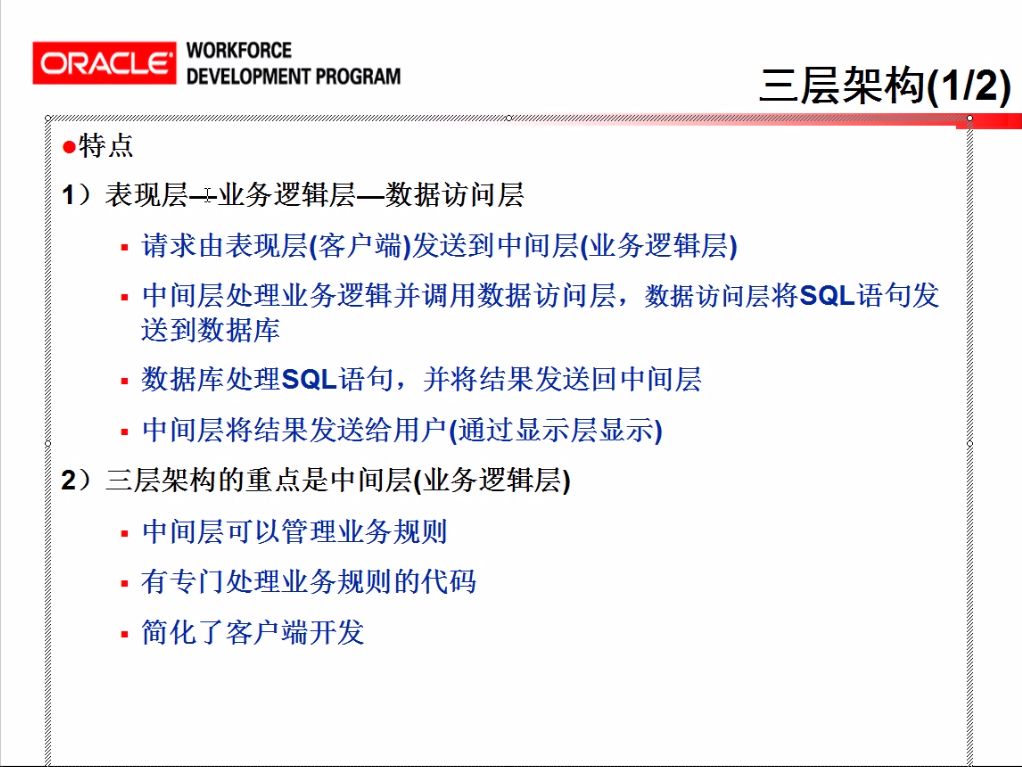 ORACLE WORKFORCE
DEVELOPMENT PROGRAM
三层架构(1/2)
●特点
1）表现层—业务逻辑层—数据访问层
▪ 请求由表现层(客户端)发送到中间层(业务逻辑层)
▪ 中间层处理业务逻辑并调用数据访问层，数据访问层将SQL语句发
送到数据库
▪ 数据库处理SQL语句，并将结果发送回中间层
▪ 中间层将结果发送给用户(通过显示层显示)
2）三层架构的重点是中间层(业务逻辑层)
▪ 中间层可以管理业务规则
▪ 有专门处理业务规则的代码
▪ 简化了客户端开发